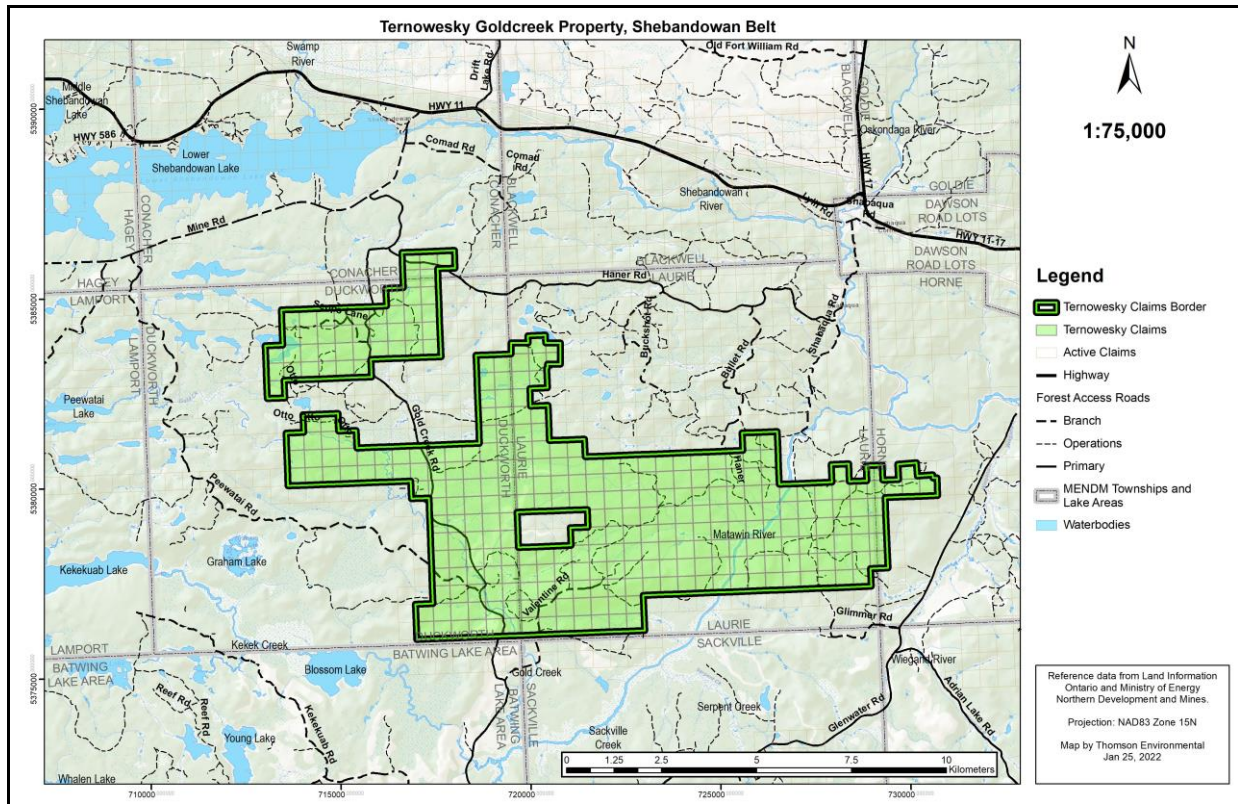 Ternowesky Goldcreek Property, Shebandowan Belt
Swamp
River
Drift
Lake Rd
Old Fort William Rd
BLACKWELL
GOLDIE
Oskondaga River
Middle
Shebandowan
Lake
HWY 11
HWY 586
HWY 17
Lower
Shebandowan Lake
Comad Rd
Comad
Rd
CONACHER
HAGEY
BLACKWELL
CONACHER
Shebandowan
River
Shabaqua
Rd
GOLDIE
DAWSON
ROAD LOTS
Mine Rd
HWY 11-17
DAWSON
ROAD LOTS
HORNE
HAGEY
LAMPORT
CONACHER
DUCKWORTH
Haner Rd
BLACKWELL
LAURIE
DUCKWORTH
LAMPORT
Buckshot Rd
Bullet Rd
Shabaqua Rd
Otto
Otto
Peewatai
Lake
Gold Creek Rd
LAURIE
DUCKWORTH
Haner
HORNE
LAURIE
Peewatai Rd
Matawin River
Graham Lake
Kekekuab Lake
Valentine Rd
Glimmer Rd
Kekek Creek
DUCKWORTH
LAURIE
SACKVILLE
LAMPORT
BATWING
LAKE AREA
BATWING LAKE AREA
Blossom Lake
Gold Creek
Wiegand River
Reef Rd
Reef Rd
Kekekuab Rd
BATWING
LAKE AREA
SACKVILLE
Serpent Creek
Glenwater Rd
Adrian Lake Rd
Young Lake
Sackville
Creek
Whalen Lake
0 1.25 2.5 5 7.5 10
Kilometers
5390000
5385000
5380000
5375000
710000 715000 720000 725000 730000
N
1:75,000
Legend
Ternowesky Claims Border
Ternowesky Claims
Active Claims
Highway
Forest Access Roads
Branch
Operations
Primary
MENDM Townships and
Lake Areas
Waterbodies
Reference data from Land Information
Ontario and Ministry of Energy
Northern Development and Mines.
Projection: NAD83 Zone 15N
Map by Thomson Environmental
Jan 25, 2022